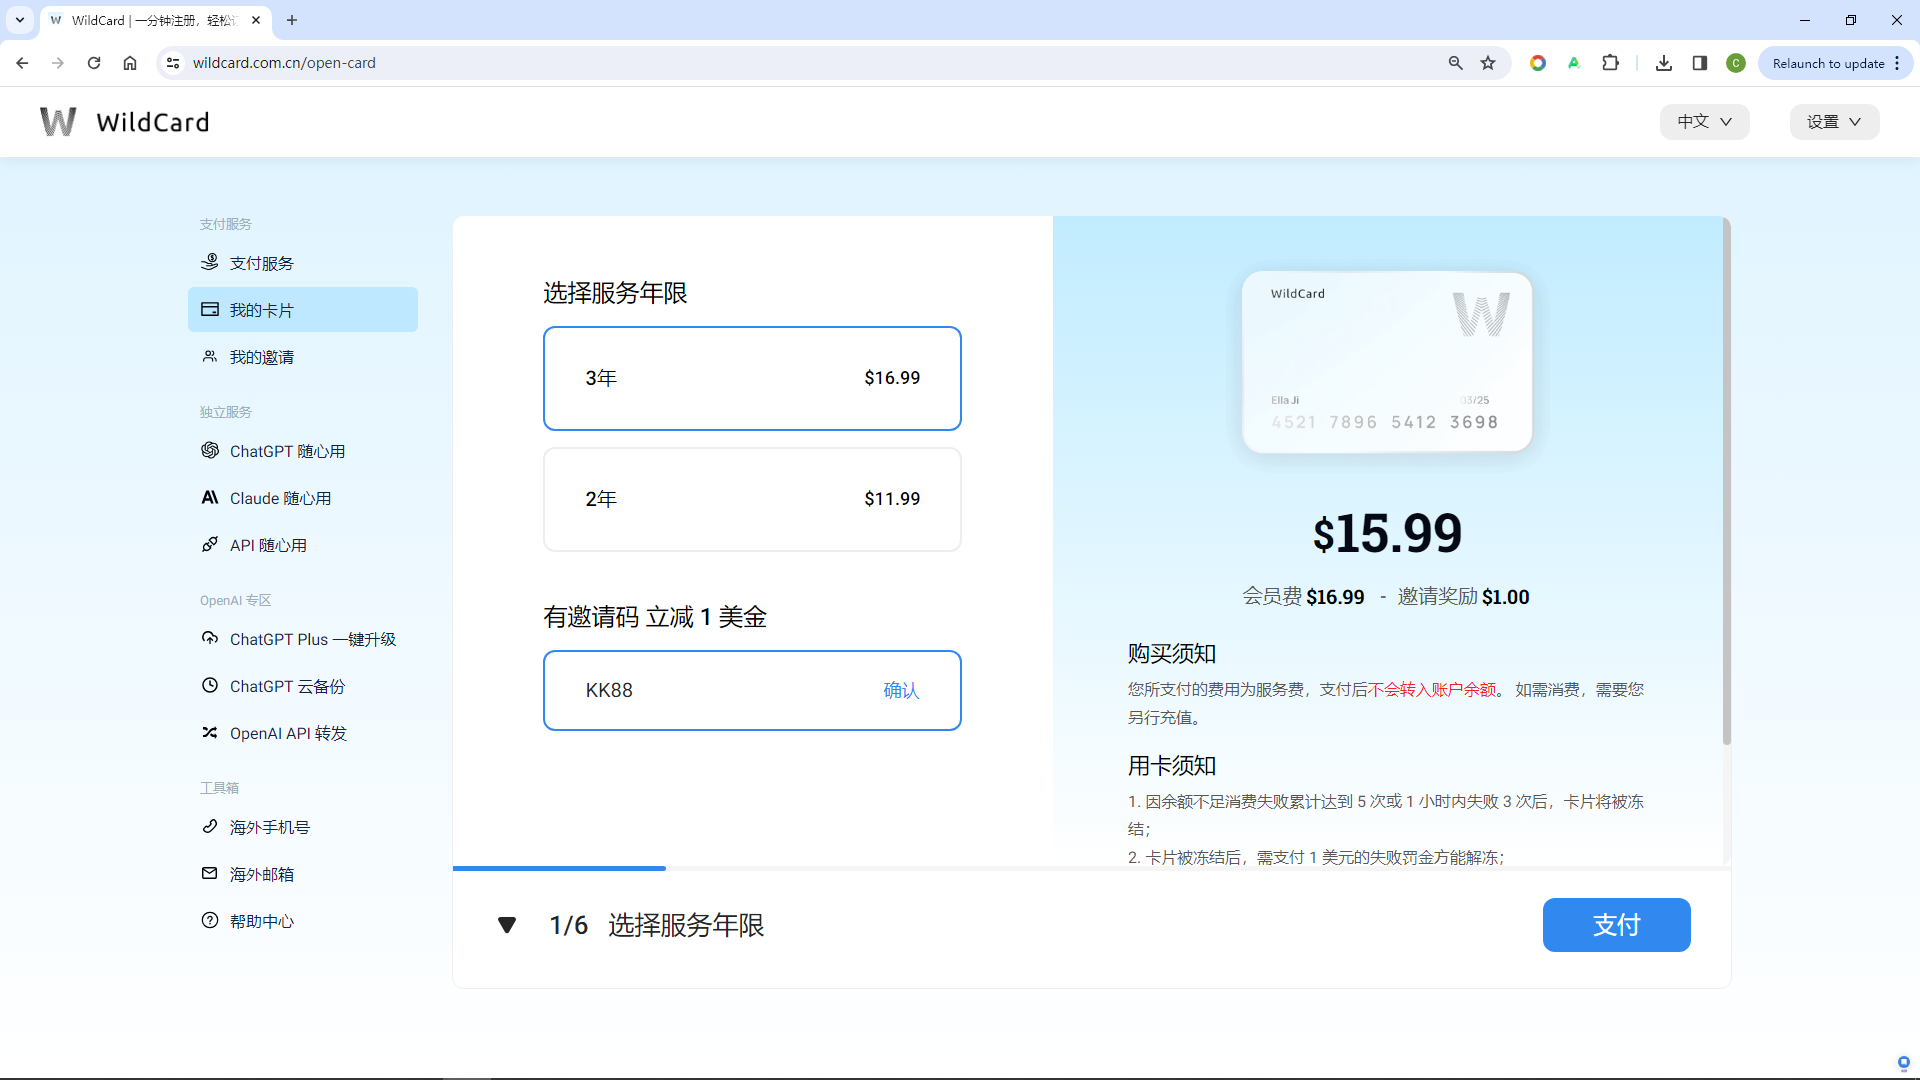 WildCard | 一分钟注册，轻松
wildcard.com.cn/open-card
C
Relaunch to update
WildCard
中文
设置
支付服务
支付服务
我的卡片
我的邀请
独立服务
ChatGPT 随心用
Claude 随心用
API 随心用
OpenAI 专区
ChatGPT Plus 一键升级
ChatGPT 云备份
OpenAI API 转发
工具箱
海外手机号
海外邮箱
帮助中心
选择服务年限
3年 $16.99
2年 $11.99
有邀请码 立减 1 美金
KK88 确认
WildCard
Ella Ji 03/25
4521 7896 5412 3698
$15.99
会员费 $16.99 - 邀请奖励 $1.00
购买须知
您所支付的费用为服务费，支付后不会转入账户余额。 如需消费，需要您
另行充值。
用卡须知
1. 因余额不足消费失败累计达到 5 次或 1 小时内失败 3 次后，卡片将被冻
结；
2. 卡片被冻结后，需支付 1 美元的失败罚金方能解冻；
1/6 选择服务年限
支付